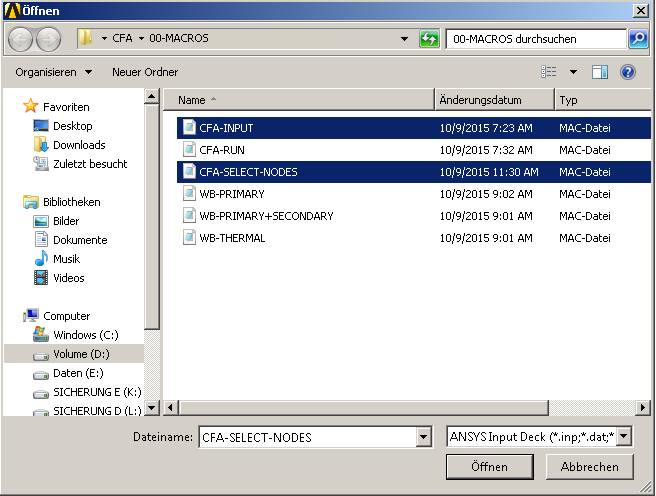 Öffnen
CFA 00-MACROS
00-MACROS durchsuchen
Organisieren Neuer Ordner
Favoriten
Desktop
Downloads
Zuletzt besucht
Bibliotheken
Bilder
Dokumente
Musik
Videos
Computer
Windows (C:)
Volume (D:)
Daten (E:)
SICHERUNG E (K:)
SICHERUNG D (L:)
Name Änderungsdatum Typ
CFA-INPUT 10/9/2015 7:23 AM MAC-Datei
CFA-RUN 10/9/2015 7:32 AM MAC-Datei
CFA-SELECT-NODES 10/9/2015 11:30 AM MAC-Datei
WB-PRIMARY 10/9/2015 9:02 AM MAC-Datei
WB-PRIMARY+SECONDARY 10/9/2015 9:01 AM MAC-Datei
WB-THERMAL 10/9/2015 9:01 AM MAC-Datei
Dateiname: CFA-SELECT-NODES ANSYS Input Deck (*.inp;*.dat;*
Öffnen Abbrechen